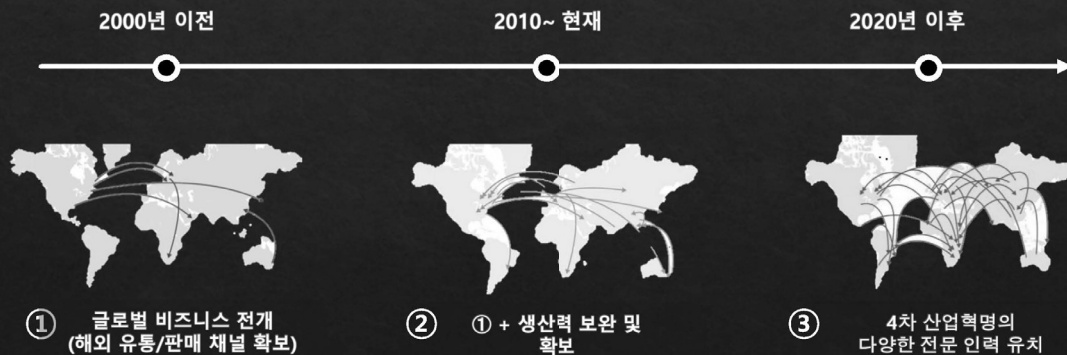 2000년 이전
2010~ 현재
2020년 이후
① 글로벌 비즈니스 전개
(해외 유통/판매 채널 확보)
② ① + 생산력 보완 및
확보
③ 4차 산업혁명의
다양한 전문 인력 유치